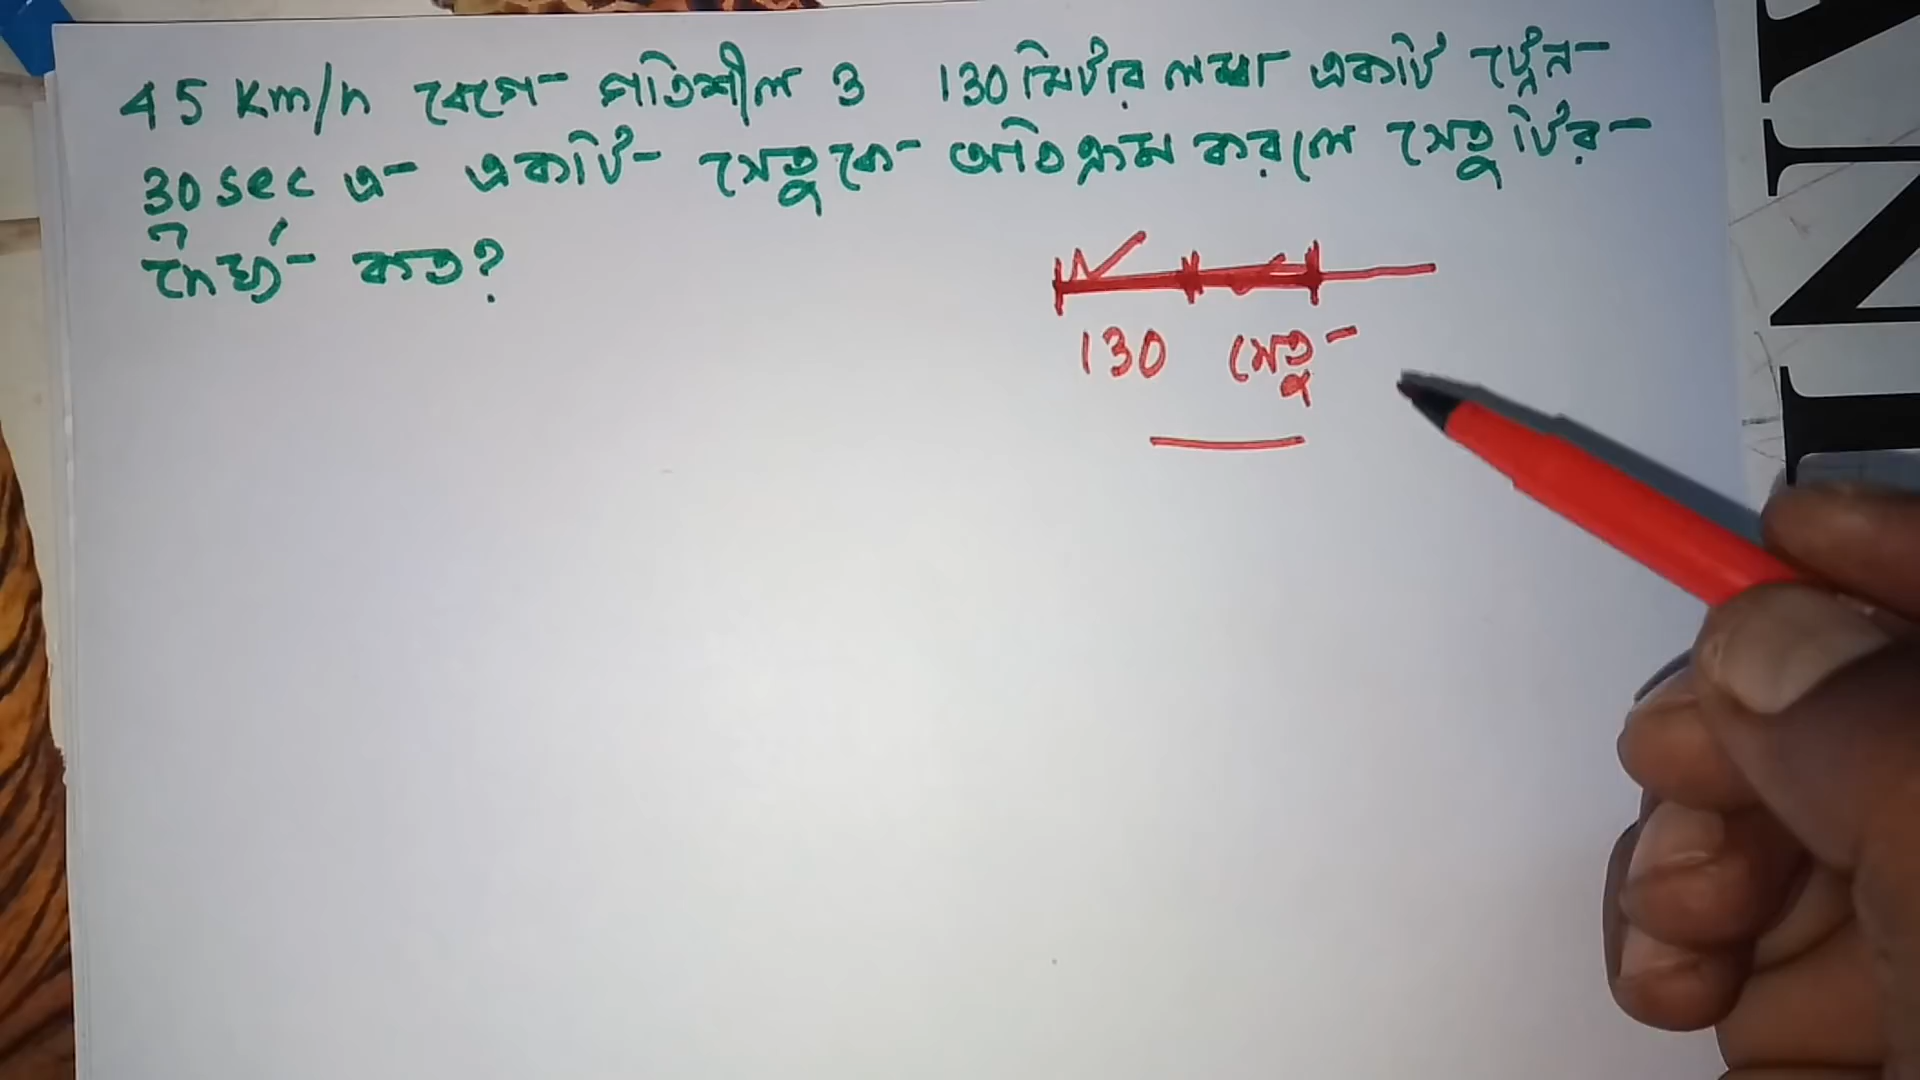 45 Km/h বেগে গতিশীল ও 130 মিটার লম্বা একটি ট্রেন
30 sec এ একটি সেতুকে অতিক্রম করলে সেতুটির
দৈর্ঘ্য কত?
130 সেতু